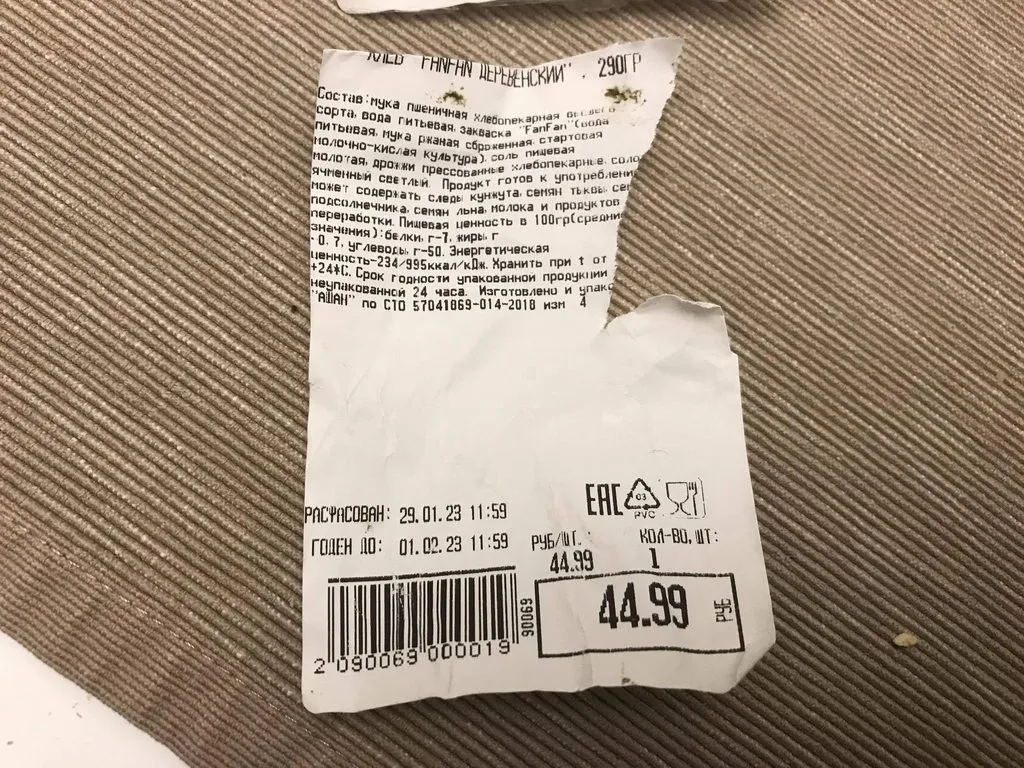 ХЛЕБ "FANFAN ДЕРЕВЕНСКИЙ", 290ГР
Состав:мука пшеничная хлебопекарная высшего
сорта, вода питьевая, закваска "FanFan"(вода
питьевая, мука ржаная сброженная, стартовая
молочно-кислая культура), соль пищевая
молотая, дрожжи прессованные хлебопекарные, соло
ячменный светлый. Продукт готов к употреблени
может содержать следы кунжута, семян тыквы, сем
подсолнечника, семян льна, молока и продуктов
переработки. Пищевая ценность в 100гр(средни
значения):белки, г-7, жиры, г
-0.7, углеводы, г-50. Энергетическая
ценность-234/995ккал/кДж. Хранить при t от
+24*С. Срок годности упакованной продукции
неупакованной 24 часа. Изготовлено и упако
"АШАН" по СТО 57041869-014-2018 изм 4
EAC 03 PVC
РАСФАСОВАН: 29.01.23 11:59
ГОДЕН ДО: 01.02.23 11:59
РУБ/ШТ.: КОЛ-ВО, ШТ:
44.99 1
44.99 РУБ
90069
2 090069 000019